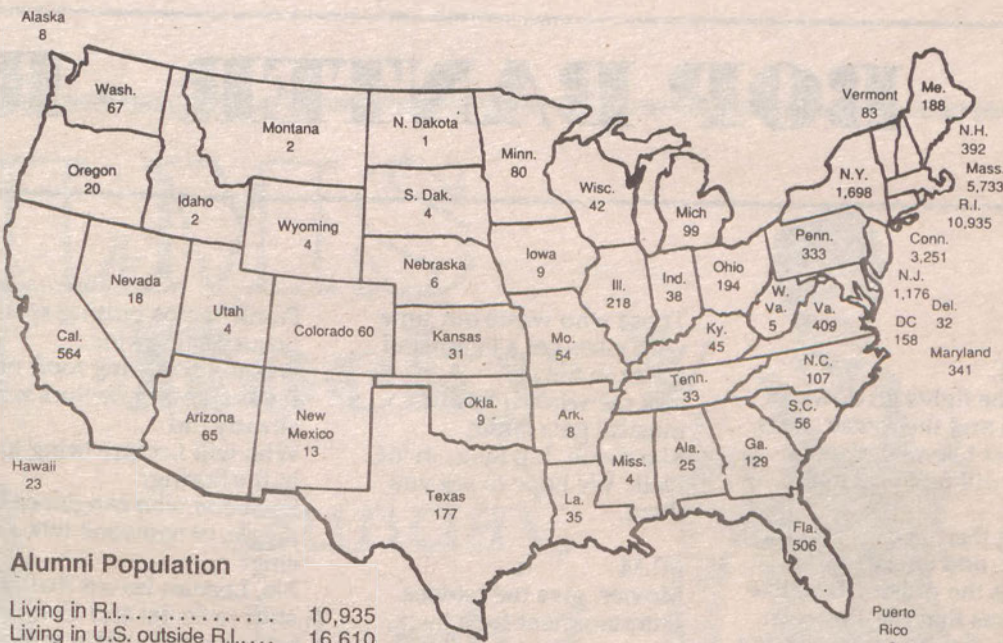 Alaska
8
Wash.
67
Oregon
20
Idaho
2
Montana
2
N. Dakota
1
S. Dak.
4
Wyoming
4
Nebraska
6
Nevada
18
Utah
4
Colorado 60
Kansas
31
Cal.
564
Arizona
65
New
Mexico
13
Okla.
9
Texas
177
Hawaii
23
Minn.
80
Wisc.
42
Mich
99
Iowa
9
Ill.
218
Ind.
38
Ohio
194
Mo.
54
Ky.
45
W.
Va.
5
Va.
409
Tenn.
33
N.C.
107
S.C.
56
Ark.
8
Miss.
4
Ala.
25
Ga.
129
La.
35
Fla.
506
Penn.
333
N.Y.
1,698
Vermont
83
Me.
188
N.H.
392
Mass.
5,733
R.I.
10,935
Conn.
3,251
N.J.
1,176
Del.
32
DC
158
Maryland
341
Puerto
Rico
Alumni Population
Living in R.I. . . . . . . . . . . . . 10,935
Living in U.S. outside R.I. . . . . 16,610